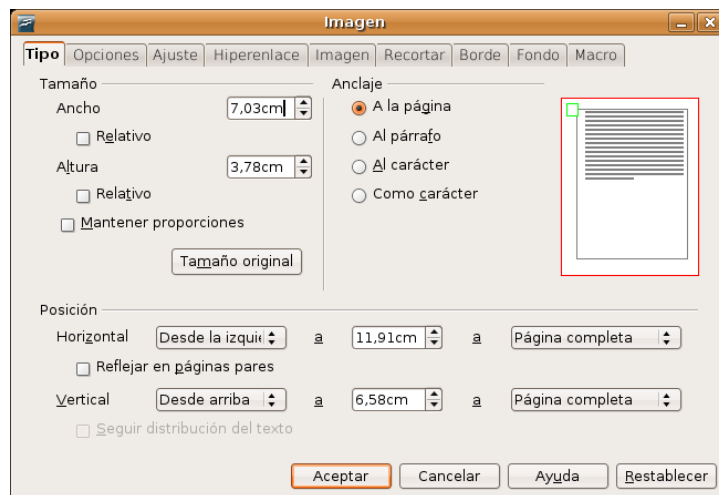 Imagen
Tipo Opciones Ajuste Hiperenlace Imagen Recortar Borde Fondo Macro
Tamaño
Ancho 7,03cm
Relativo
Altura 3,78cm
Relativo
Mantener proporciones
Tamaño original
Anclaje
A la página
Al párrafo
Al carácter
Como carácter
Posición
Horizontal Desde la izqui a 11,91cm a Página completa
Reflejar en páginas pares
Vertical Desde arriba a 6,58cm a Página completa
Seguir distribución del texto
Aceptar Cancelar Ayuda Restablecer